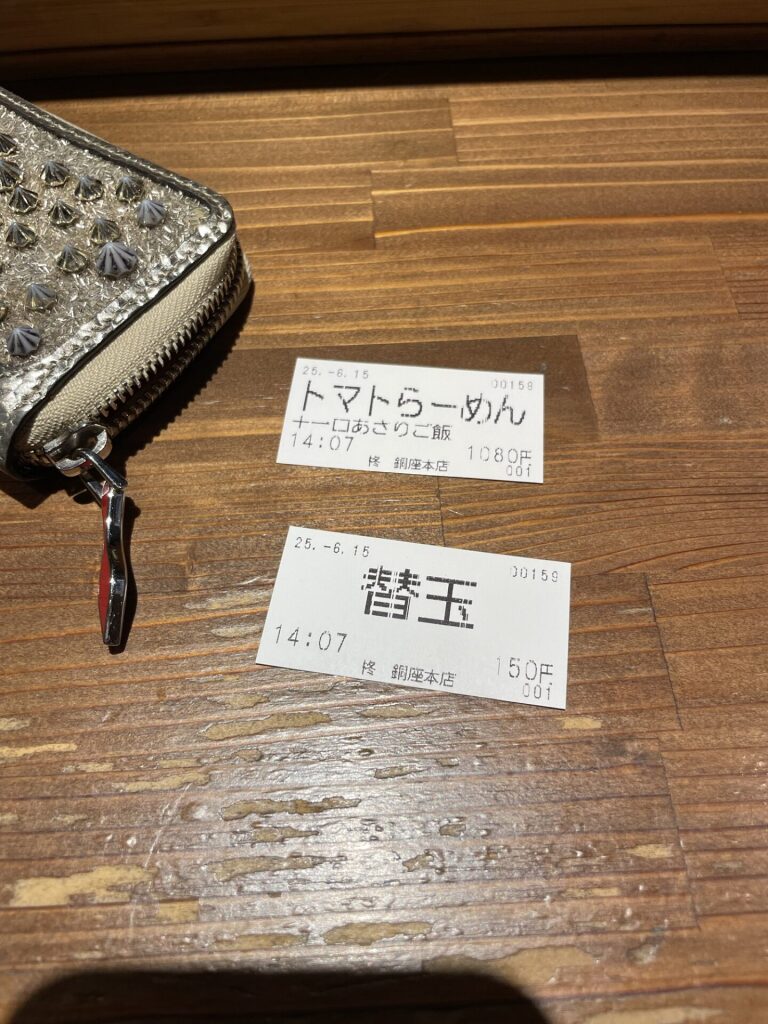 25.-6.15 00159
トマトらーめん
+一口あさりご飯
14:07 1080円
柊 銅座本店 001
25.-6.15 00159
替玉
14:07 150円
柊 銅座本店 001